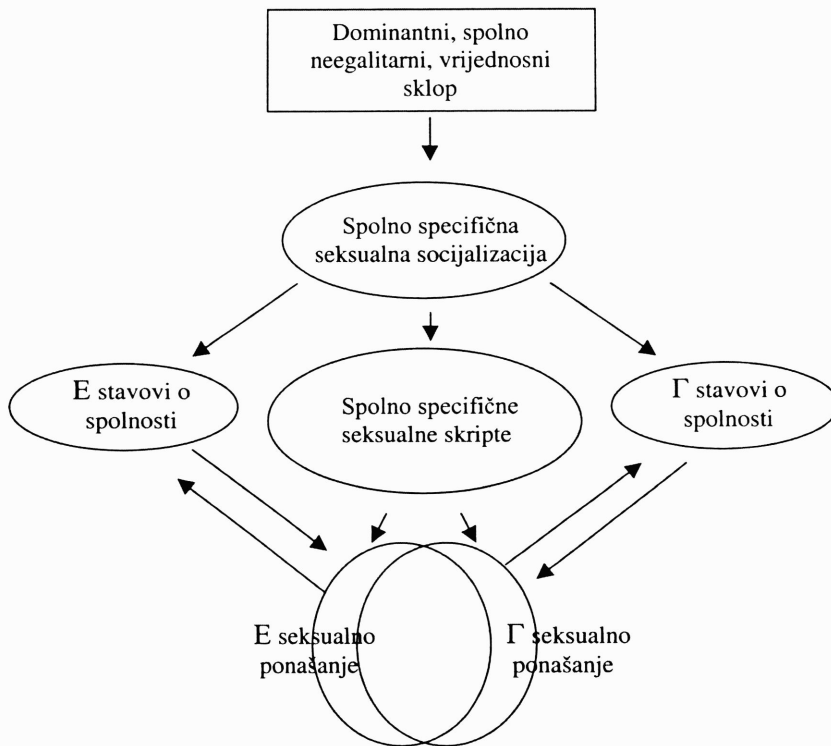 Dominantni, spolno
neegalitarni, vrijednosni
sklop
Spolno specifična
seksualna socijalizacija
E stavovi o
spolnosti
Spolno specifične
seksualne skripte
Γ stavovi o
spolnosti
E seksualno
ponašanje
Γ seksualno
ponašanje